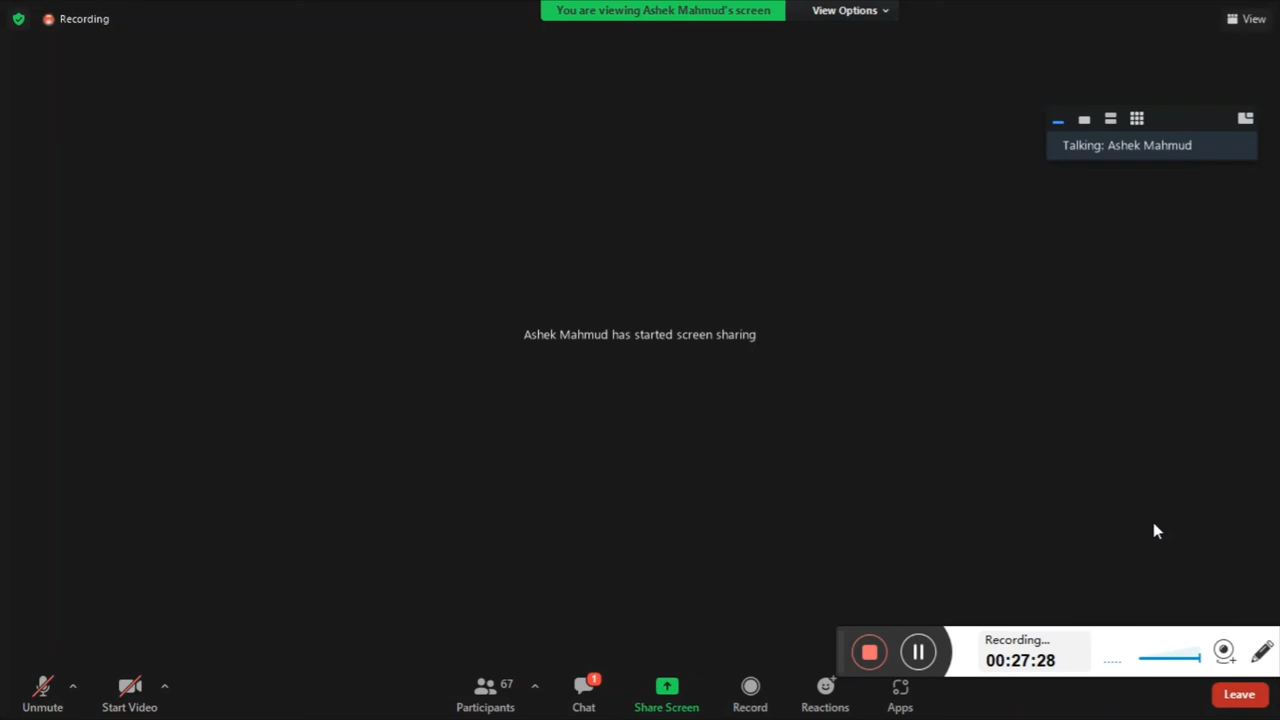 Recording
You are viewing Ashek Mahmud's screen
View Options
View
Talking: Ashek Mahmud
Ashek Mahmud has started screen sharing
Recording...
00:27:28
67
1
Unmute
Start Video
Participants
Chat
Share Screen
Record
Reactions
Apps
Leave